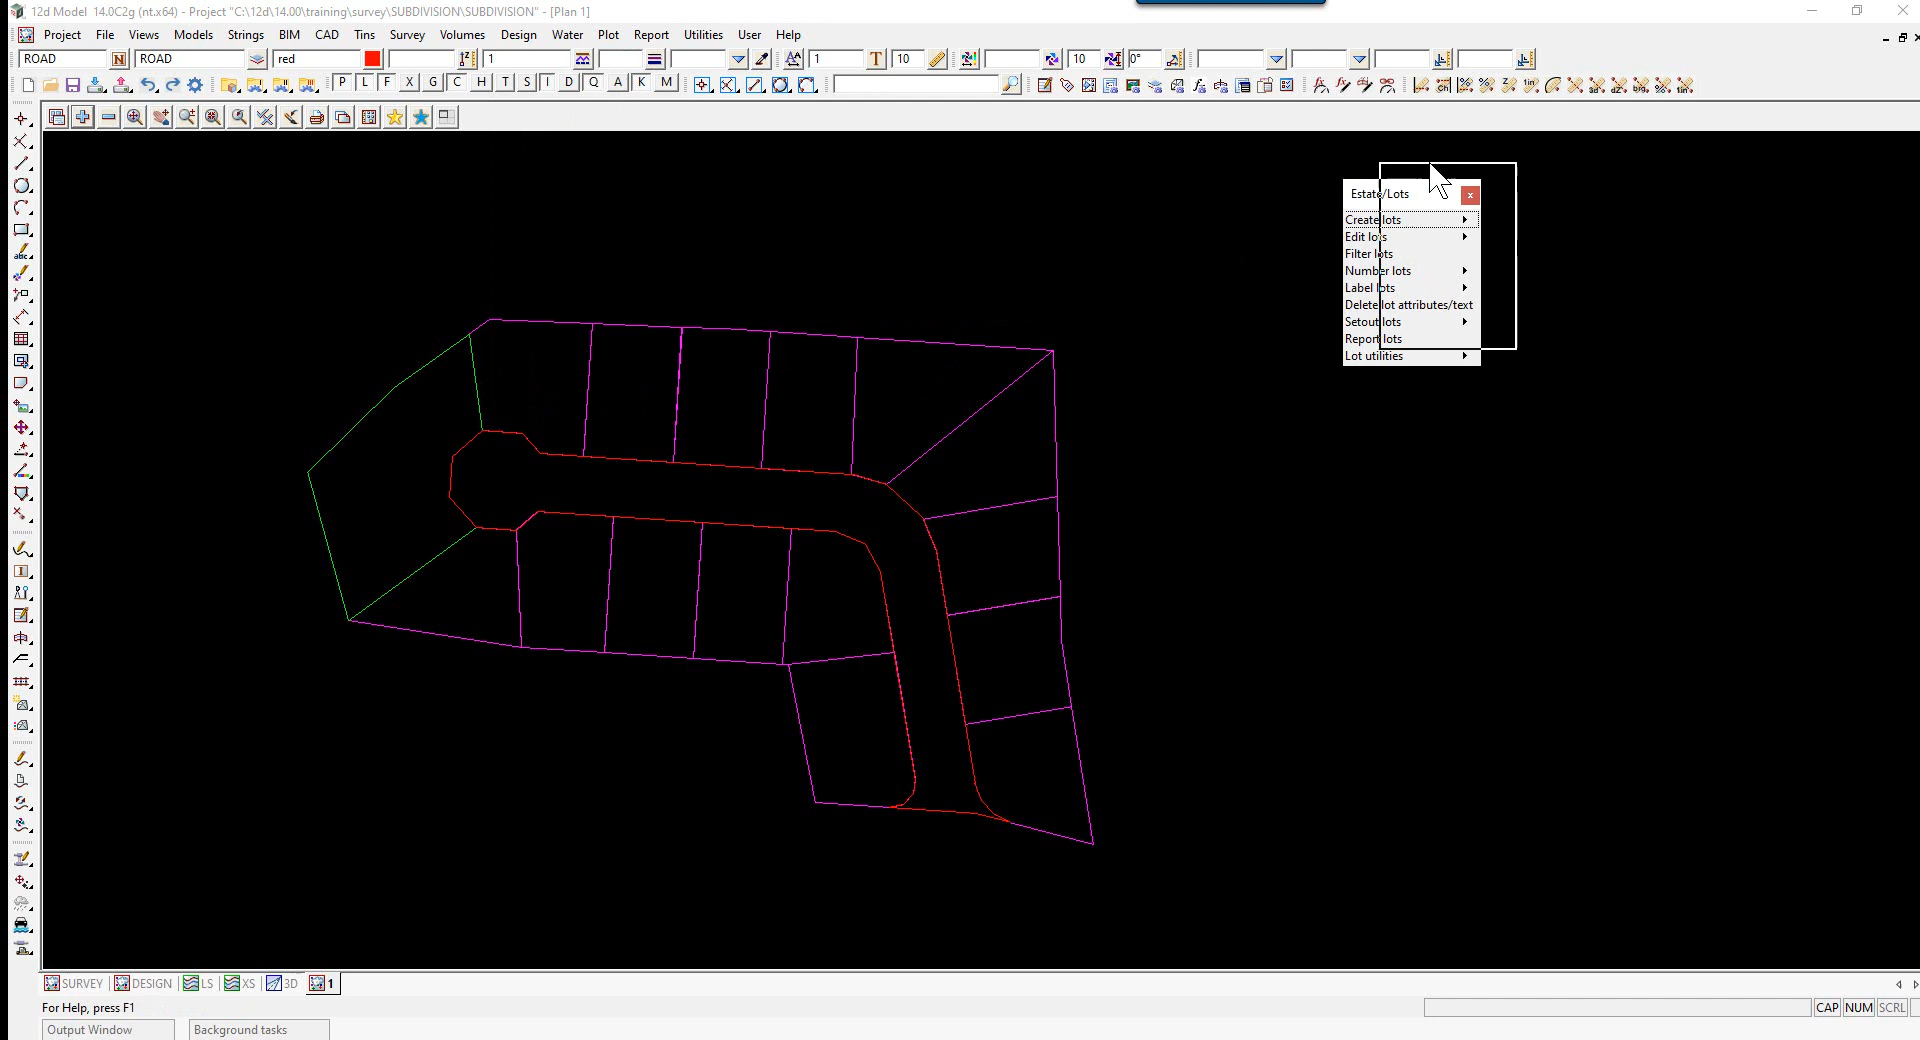 12d Model 14.0C2g (nt.x64) - Project "C:\12d\14.00\training\survey\SUBDIVISION\SUBDIVISION" - [Plan 1]
Project File Views Models Strings BIM CAD Tins Survey Volumes Design Water Plot Report Utilities User Help
ROAD N ROAD red 1 1 T 10 10 0°
P L F X G C H T S I D Q A K M
Estate/Lots x
Create lots
Edit lots
Filter lots
Number lots
Label lots
Delete lot attributes/text
Setout lots
Report lots
Lot utilities
SURVEY DESIGN LS XS 3D 1
For Help, press F1 CAP NUM SCRL
Output Window Background tasks